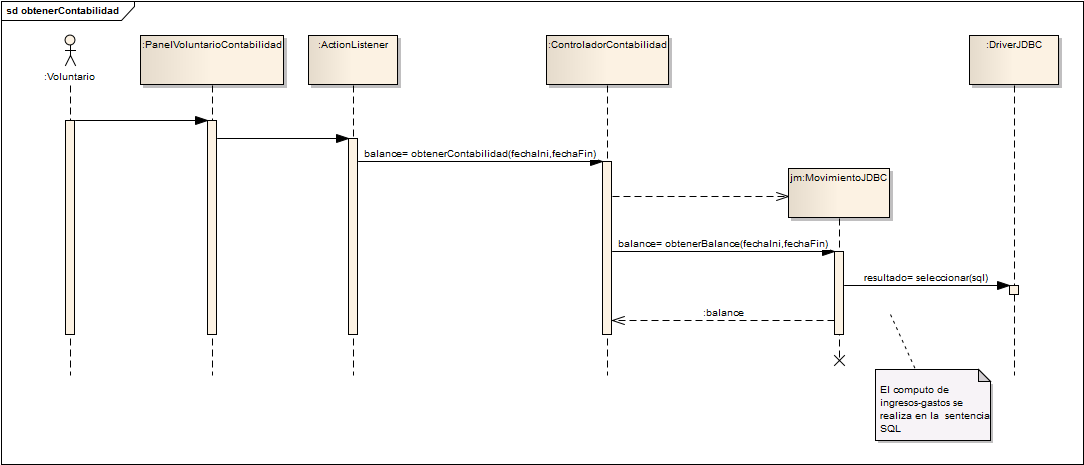 sd obtenerContabilidad
:Voluntario
:PanelVoluntarioContabilidad
:ActionListener
:ControladorContabilidad
:DriverJDBC
balance= obtenerContabilidad(fechaIni,fechaFin)
jm:MovimientoJDBC
balance= obtenerBalance(fechaIni,fechaFin)
resultado= seleccionar(sql)
:balance
El computo de
ingresos-gastos se
realiza en la sentencia
SQL